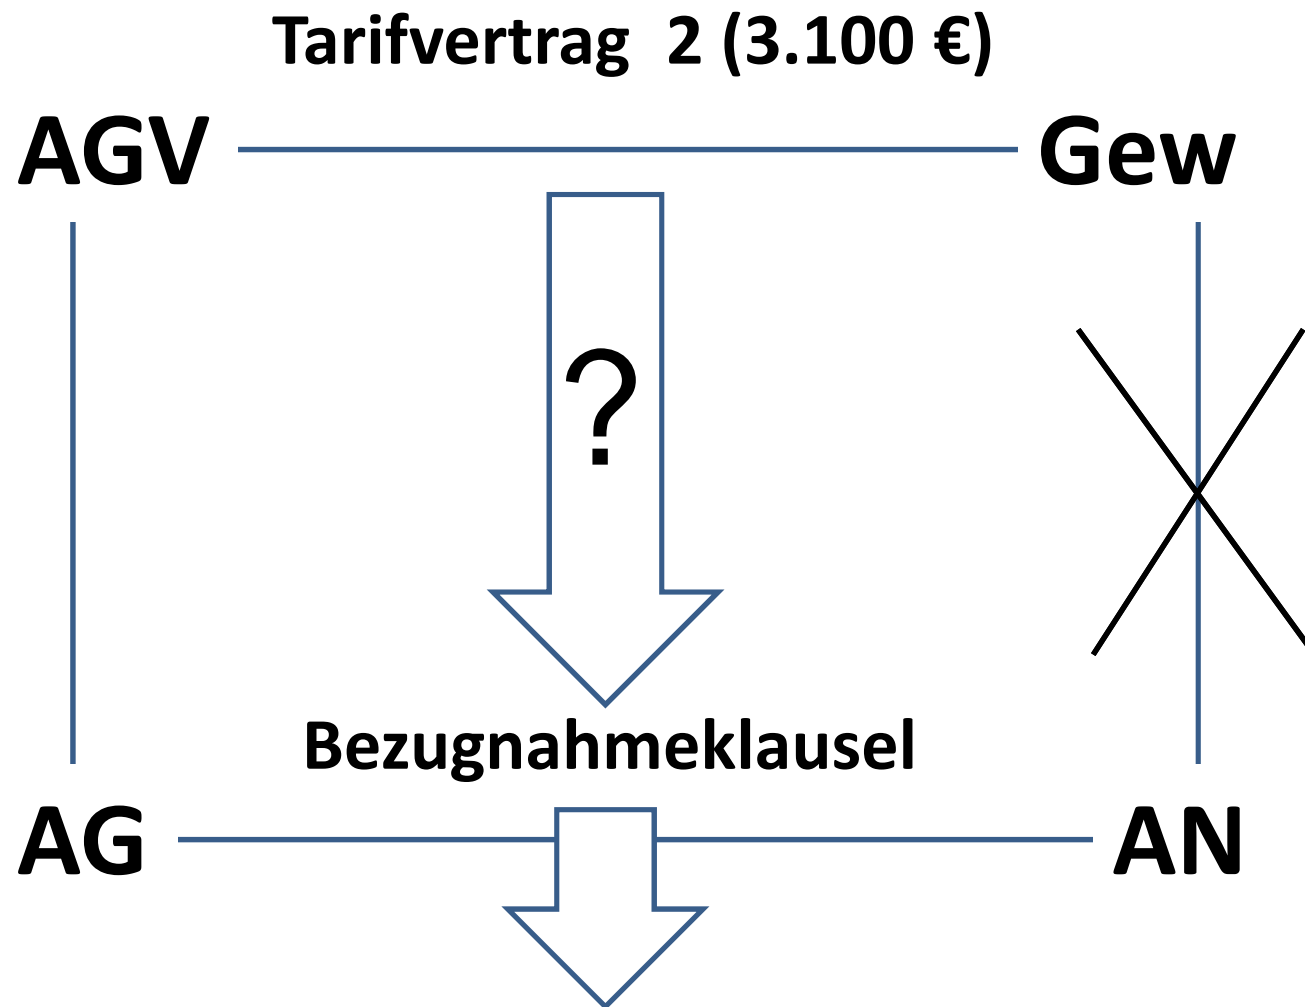 Tarifvertrag 2 (3.100 €)
AGV
Gew
?
Bezugnahmeklausel
AG
AN